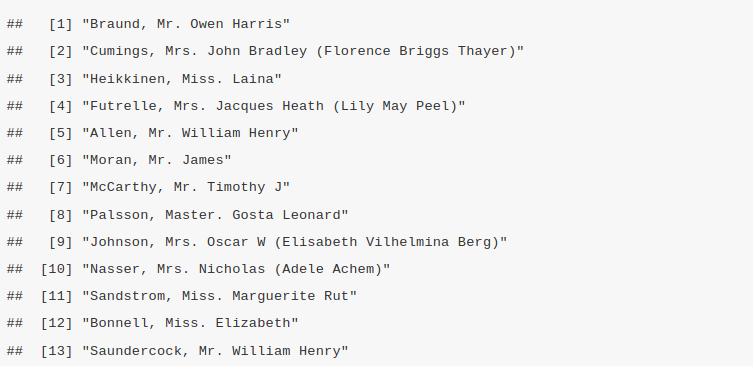 ##   [1] "Braund, Mr. Owen Harris"
##   [2] "Cumings, Mrs. John Bradley (Florence Briggs Thayer)"
##   [3] "Heikkinen, Miss. Laina"
##   [4] "Futrelle, Mrs. Jacques Heath (Lily May Peel)"
##   [5] "Allen, Mr. William Henry"
##   [6] "Moran, Mr. James"
##   [7] "McCarthy, Mr. Timothy J"
##   [8] "Palsson, Master. Gosta Leonard"
##   [9] "Johnson, Mrs. Oscar W (Elisabeth Vilhelmina Berg)"
##  [10] "Nasser, Mrs. Nicholas (Adele Achem)"
##  [11] "Sandstrom, Miss. Marguerite Rut"
##  [12] "Bonnell, Miss. Elizabeth"
##  [13] "Saundercock, Mr. William Henry"